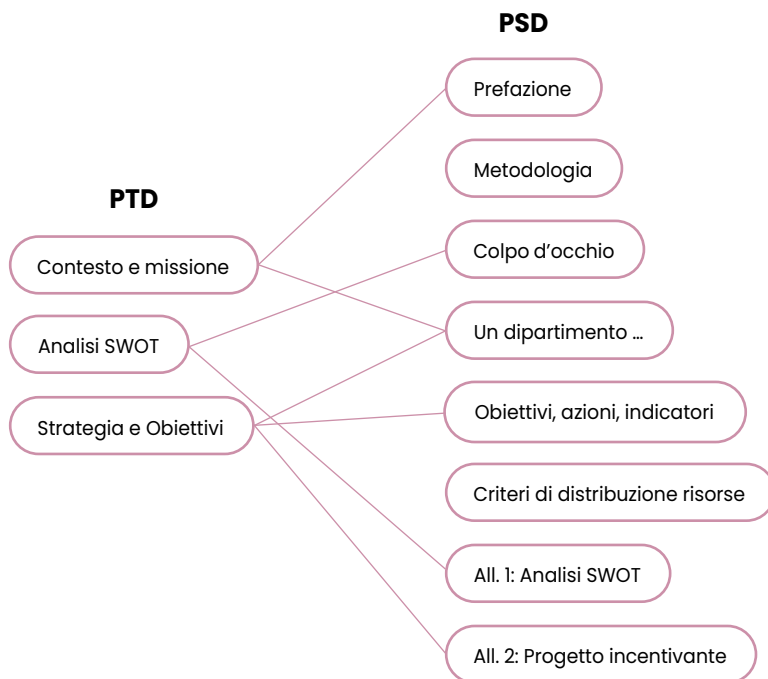 PSD
Prefazione
Metodologia
PTD
Contesto e missione
Colpo d’occhio
Analisi SWOT
Un dipartimento ...
Strategia e Obiettivi
Obiettivi, azioni, indicatori
Criteri di distribuzione risorse
All. 1: Analisi SWOT
All. 2: Progetto incentivante